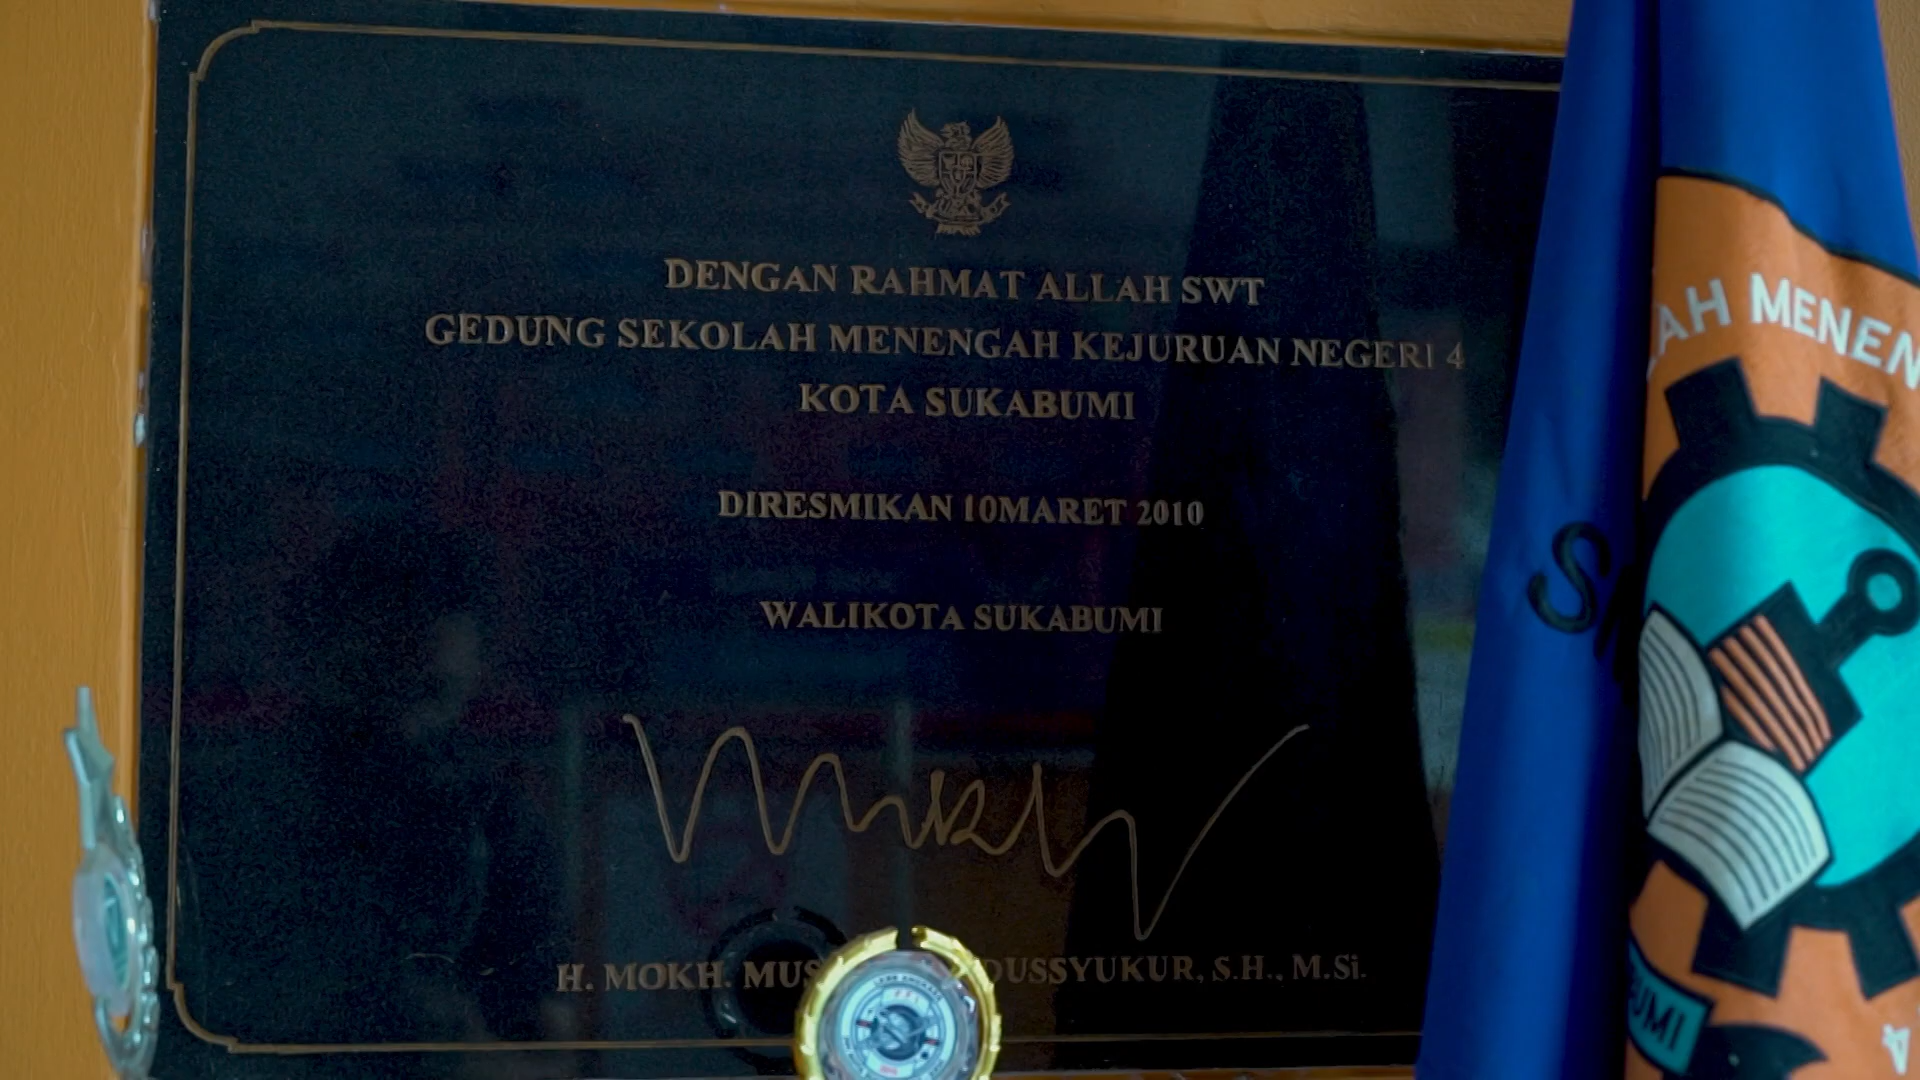 DENGAN RAHMAT ALLAH SWT
GEDUNG SEKOLAH MENENGAH KEJURUAN NEGERI 4
KOTA SUKABUMI
DIRESMIKAN 10MARET 2010
WALIKOTA SUKABUMI
H. MOKH. MUS DUSSYUKUR, S.H., M.Si.
AH MENEN
S
UMI